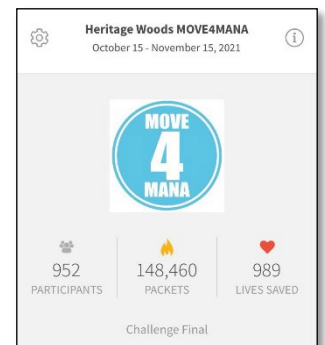 Heritage Woods MOVE4MANA
October 15 - November 15, 2021
MOVE
4
MANA
952
PARTICIPANTS
148,460
PACKETS
989
LIVES SAVED
Challenge Final